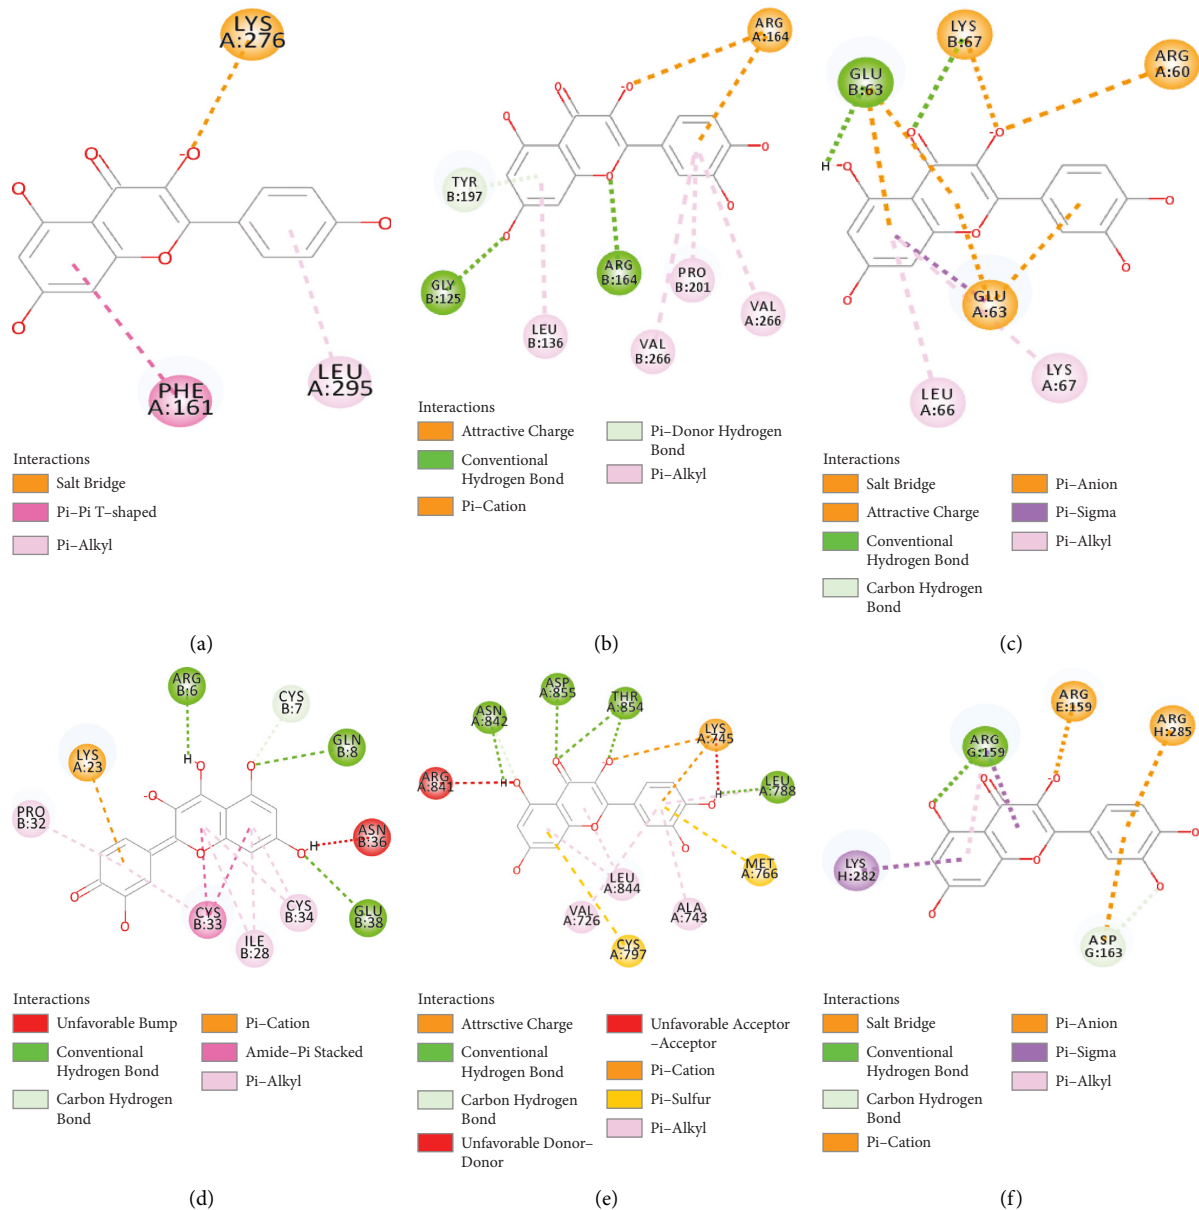 LYS
A:276
O
O
-O
O
O
O
PHE
A:161
LEU
A:295
Interactions
Salt Bridge
Pi–Pi T–shaped
Pi–Alkyl
(a)
ARG
A:164
O
O
-O
O
O
O
O
TYR
B:197
GLY
B:125
LEU
B:136
ARG
B:164
VAL
B:266
PRO
B:201
VAL
A:266
Interactions
Attractive Charge
Conventional
Hydrogen Bond
Pi–Cation
Pi–Donor Hydrogen
Bond
Pi–Alkyl
(b)
LYS
B:67
GLU
B:63
ARG
A:60
H
O
O
-O
O
O
O
O
GLU
A:63
LEU
A:66
LYS
A:67
Interactions
Salt Bridge
Attractive Charge
Conventional
Hydrogen Bond
Carbon Hydrogen
Bond
Pi–Anion
Pi–Sigma
Pi–Alkyl
(c)
ARG
B:6
CYS
B:7
GLN
B:8
LYS
A:23
PRO
B:32
H
O
O
-O
O
O
H
O
O
ASN
B:36
CYS
B:33
ILE
B:28
CYS
B:34
GLU
B:38
Interactions
Unfavorable Bump
Conventional
Hydrogen Bond
Carbon Hydrogen
Bond
Pi–Cation
Amide–Pi Stacked
Pi–Alkyl
(d)
ASN
A:842
ASP
A:855
THR
A:854
LYS
A:745
ARG
A:841
LEU
A:788
H
O
O
O
H
O
O
O
O
MET
A:766
LEU
A:844
VAL
A:726
ALA
A:743
CYS
A:797
Interactions
Attrsctive Charge
Conventional
Hydrogen Bond
Carbon Hydrogen
Bond
Unfavorable Donor–
Donor
Unfavorable Acceptor
–Acceptor
Pi–Cation
Pi–Sulfur
Pi–Alkyl
(e)
ARG
E:159
ARG
H:285
ARG
G:159
O
O
-O
O
O
O
O
LYS
H:282
ASP
G:163
Interactions
Salt Bridge
Conventional
Hydrogen Bond
Carbon Hydrogen
Bond
Pi–Cation
Pi–Anion
Pi–Sigma
Pi–Alkyl
(f)